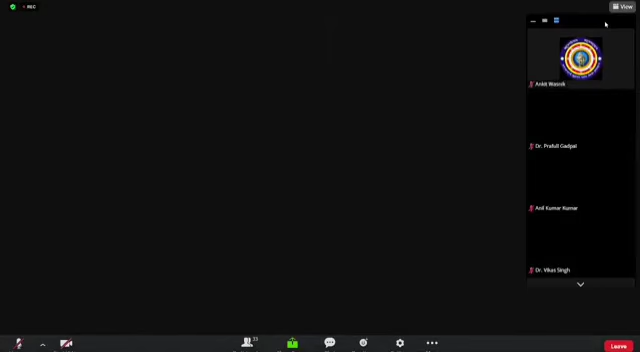 REC
View
Ankit Wasnik
Dr. Prafull Gadpal
Anil Kumar Kumar
Dr. Vikas Singh
33
Leave